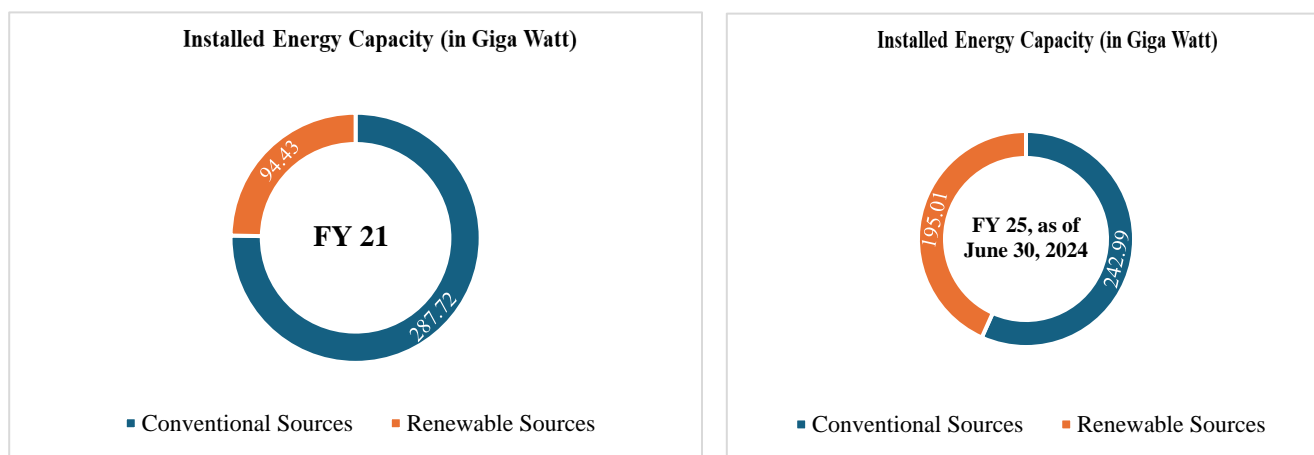 Installed Energy Capacity (in Giga Watt)
94.43
FY 21
287.72
Conventional Sources
Renewable Sources
Installed Energy Capacity (in Giga Watt)
195.01
FY 25, as of
June 30, 2024
242.99
Conventional Sources
Renewable Sources